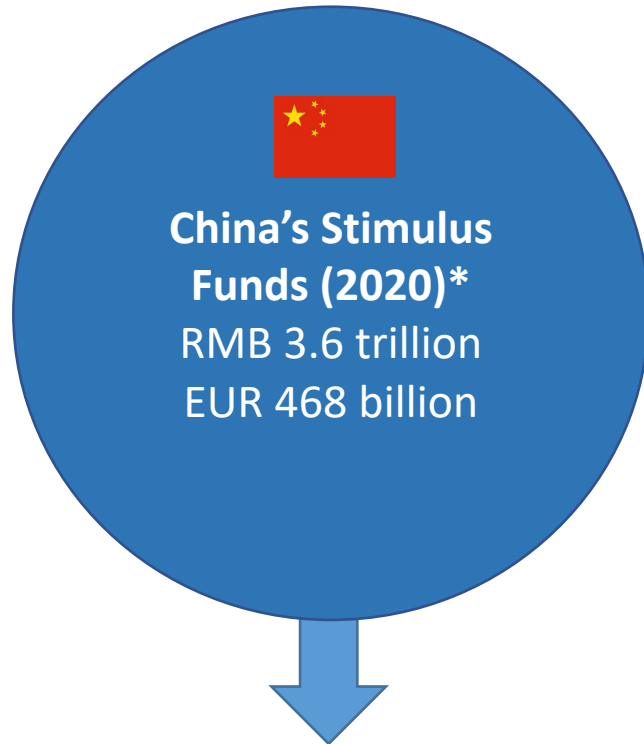 China’s Stimulus
Funds (2020)*
RMB 3.6 trillion
EUR 468 billion